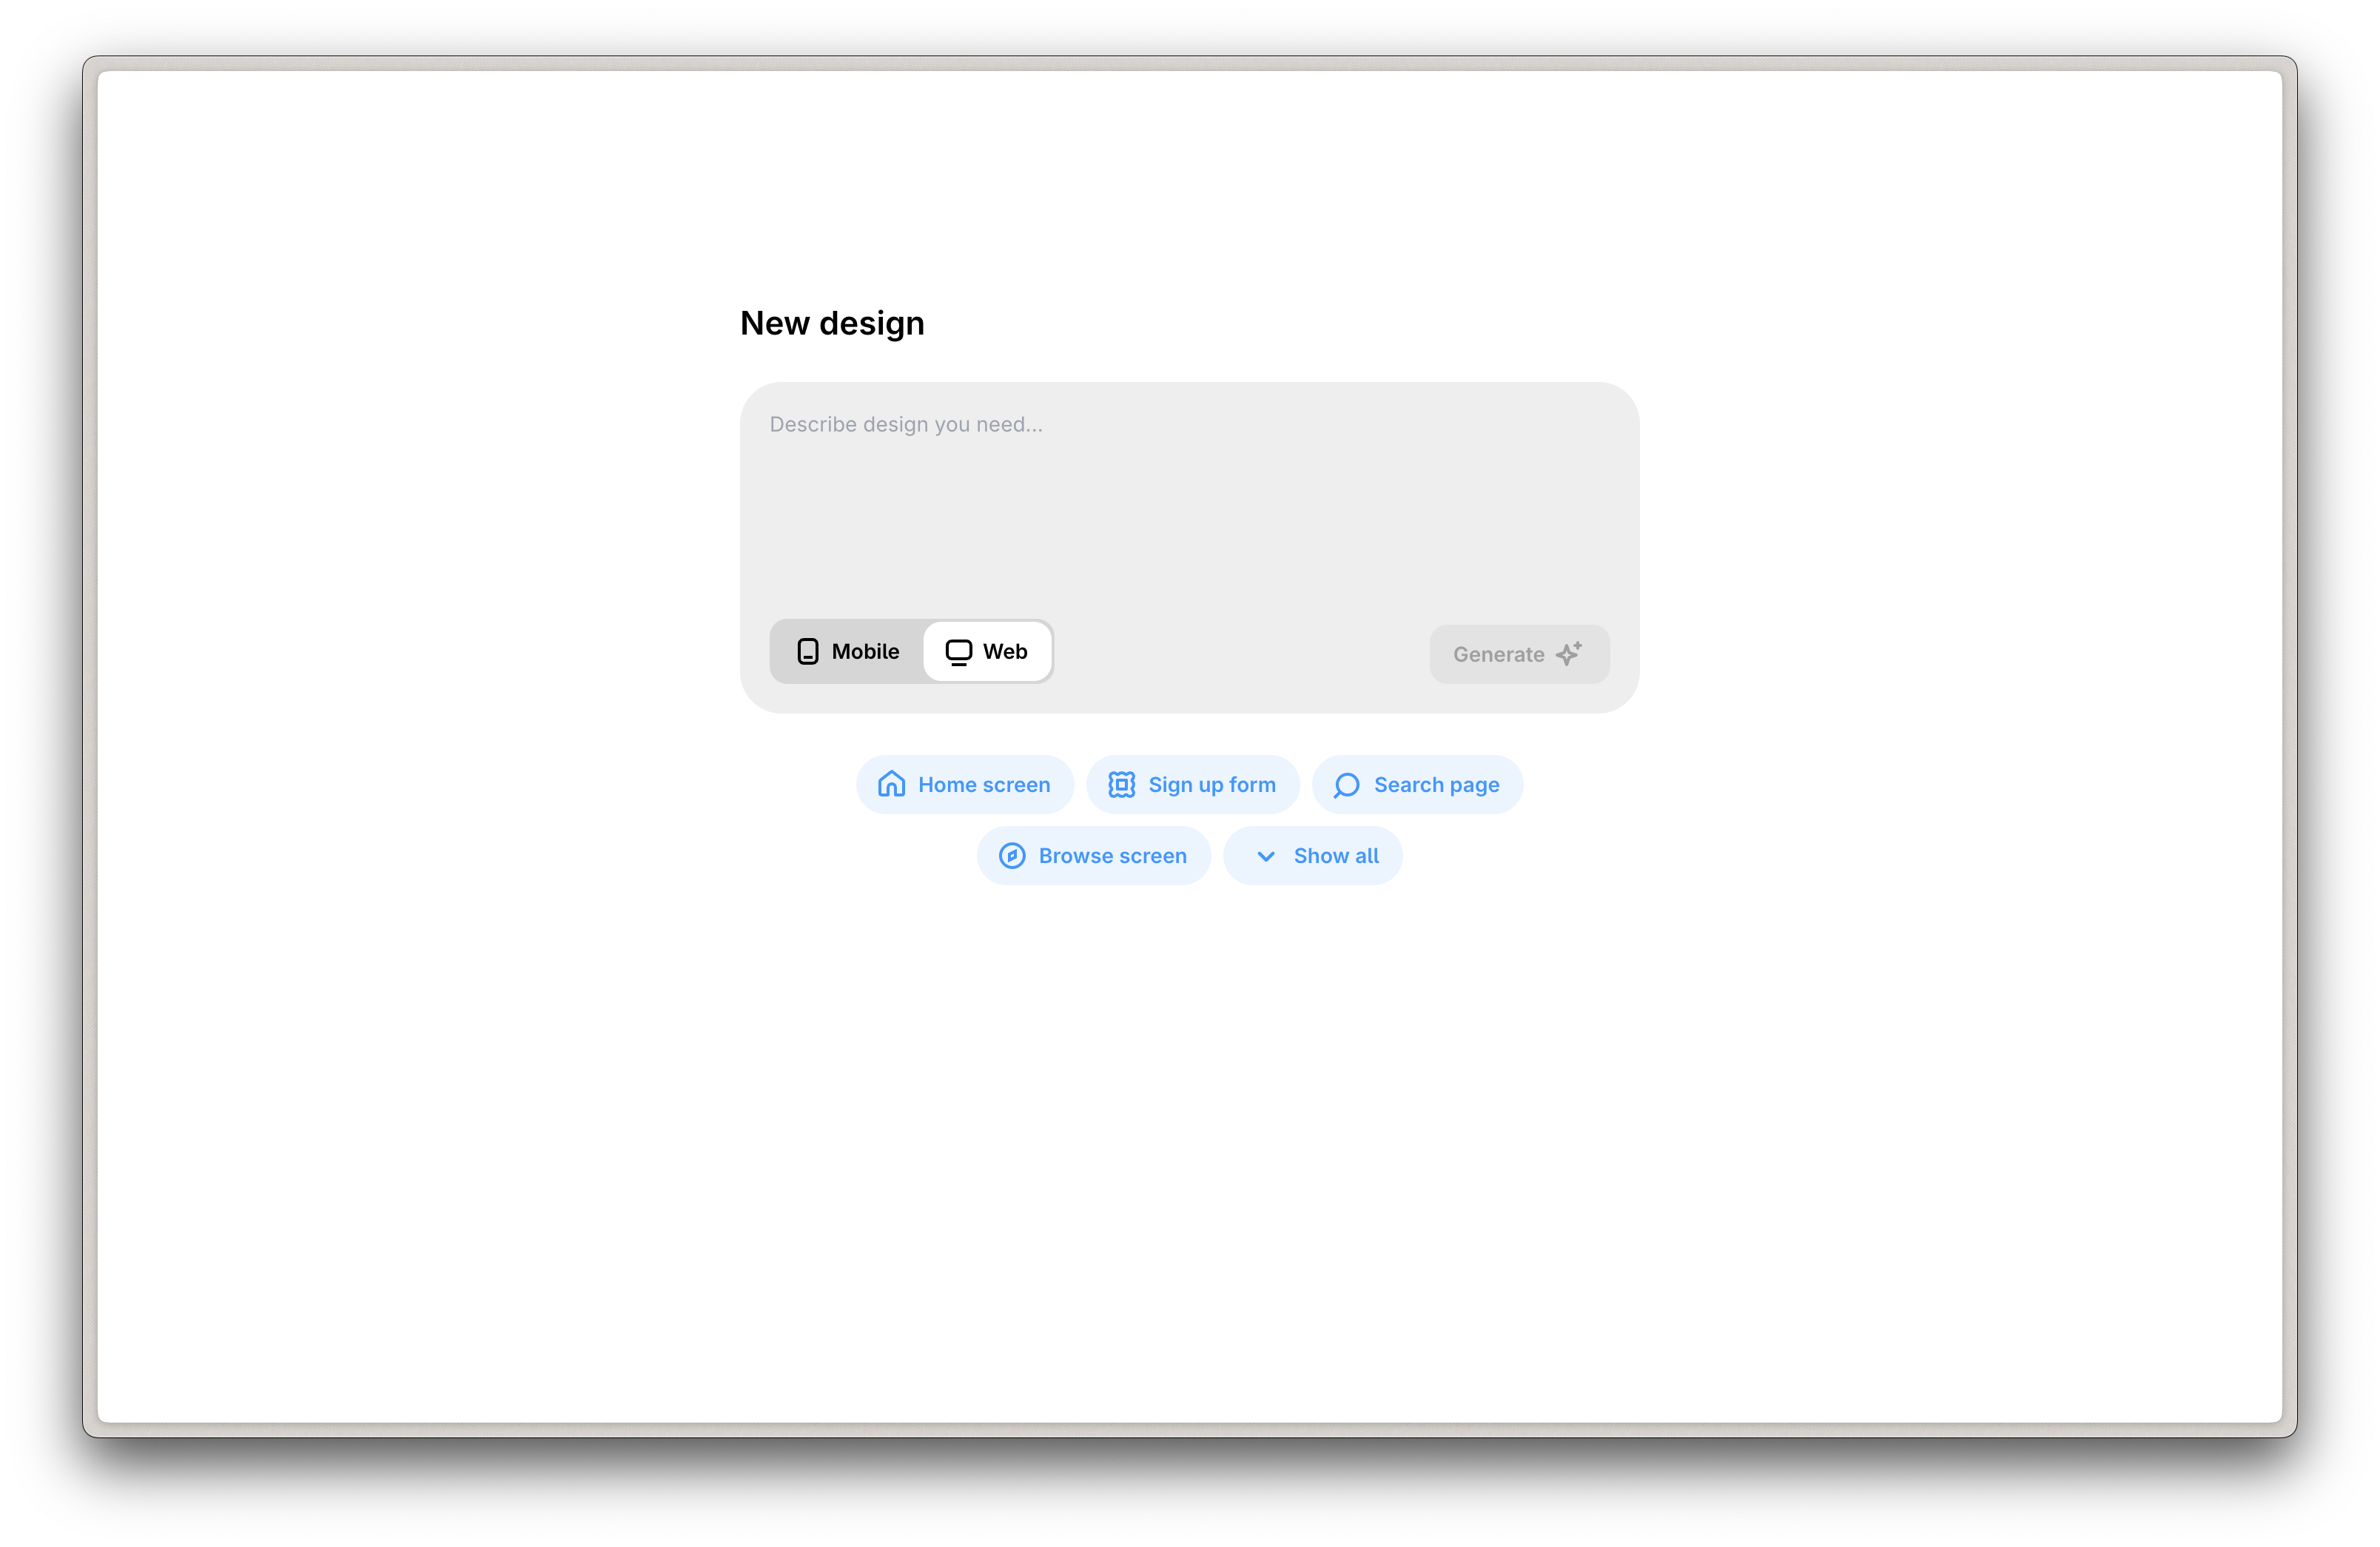 New design
Describe design you need...
Mobile Web Generate
Home screen Sign up form Search page
Browse screen Show all